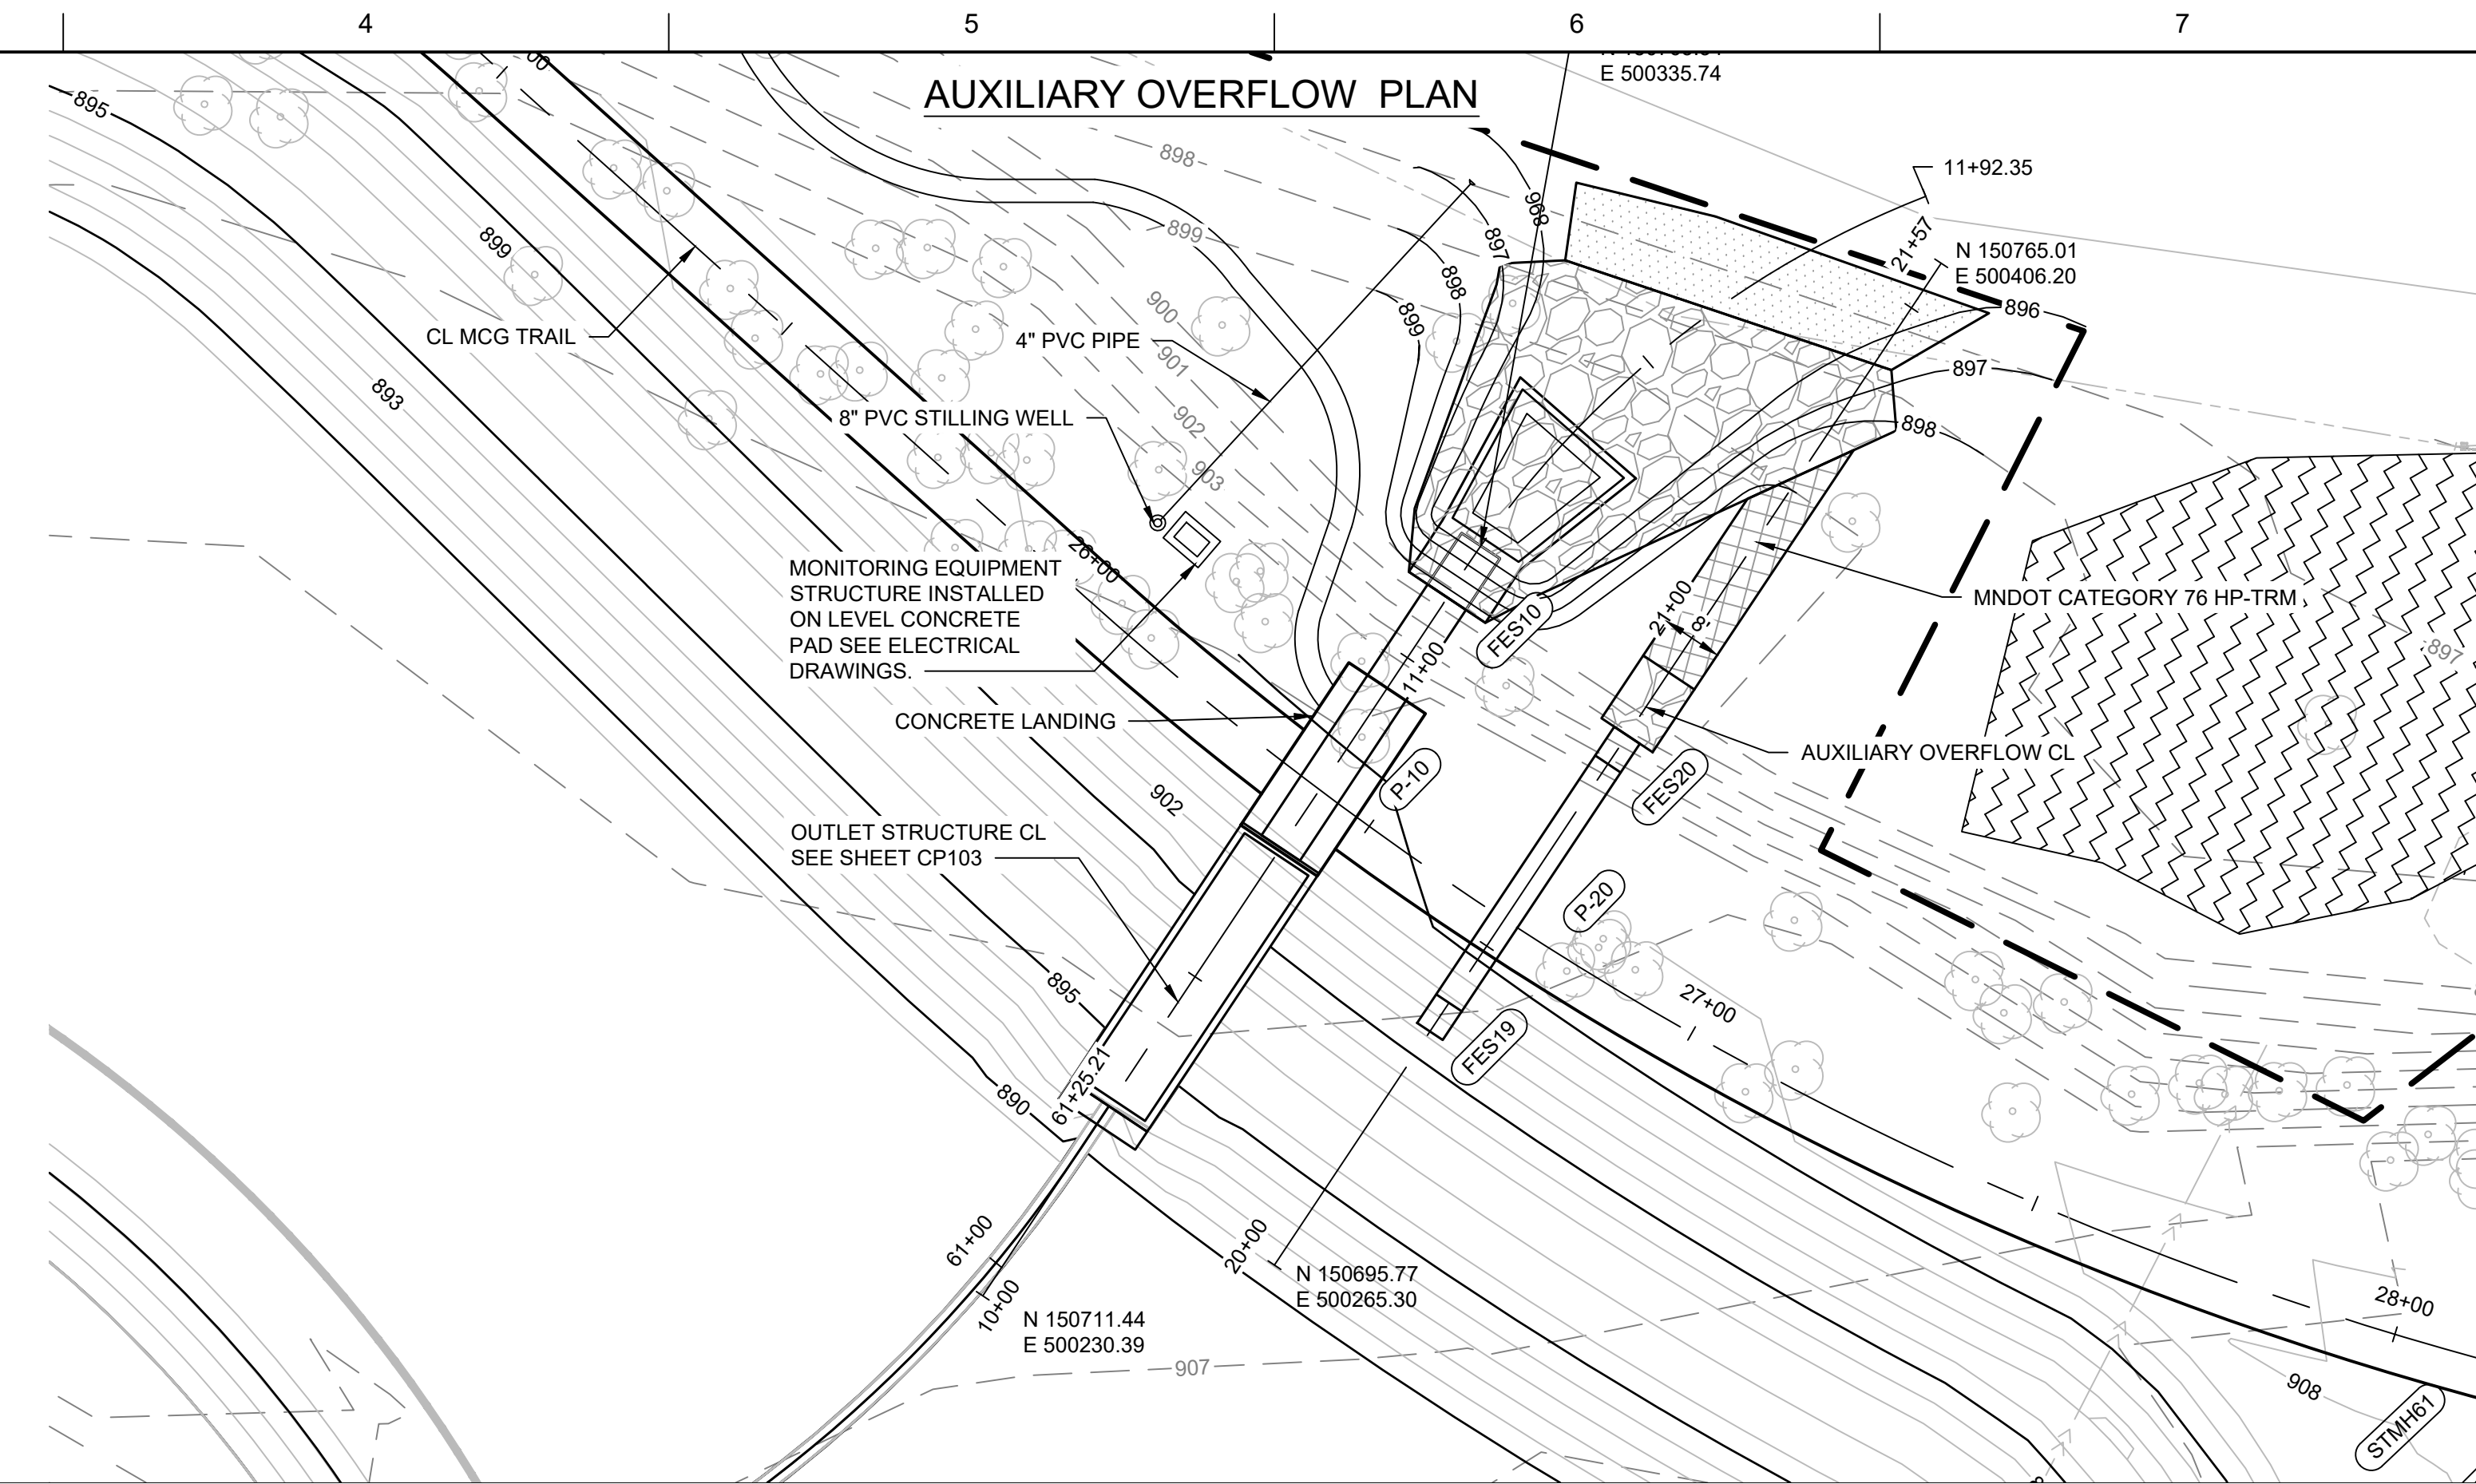 4
5
6
7
E 500335.74
AUXILIARY OVERFLOW PLAN
895
898
11+92.35
899
899
968
897
898
899
21+57
N 150765.01
E 500406.20
896
CL MCG TRAIL
4" PVC PIPE
900
901
902
903
897
893
8" PVC STILLING WELL
898
26+00
MONITORING EQUIPMENT
STRUCTURE INSTALLED
ON LEVEL CONCRETE
PAD SEE ELECTRICAL
DRAWINGS.
21+00
8'
MNDOT CATEGORY 76 HP-TRM
FES10
11+00
897
CONCRETE LANDING
AUXILIARY OVERFLOW CL
P-10
FES20
902
OUTLET STRUCTURE CL
SEE SHEET CP103
P-20
895
27+00
FES19
890
61+25.21
61+00
20+00
N 150695.77
E 500265.30
10+00
N 150711.44
E 500230.39
28+00
907
908
STMH61